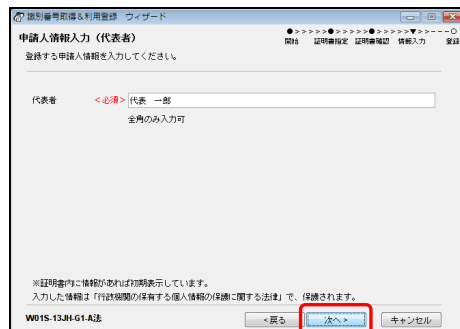 識別番号取得&利用登録 ウィザード
申請人情報入力（代表者）
●>>>>>●>>>>>●>>>>>▼>>---○
開始 証明書指定 証明書確認 情報入力 登録
登録する申請人情報を入力してください。
代表者 <必須> 代表 一郎
全角のみ入力可
※証明書内に情報があれば初期表示しています。
入力した情報は「行政機関の保有する個人情報の保護に関する法律」で、保護されます。
W01S-13JH-G1-A法 <戻る 次へ> キャンセル